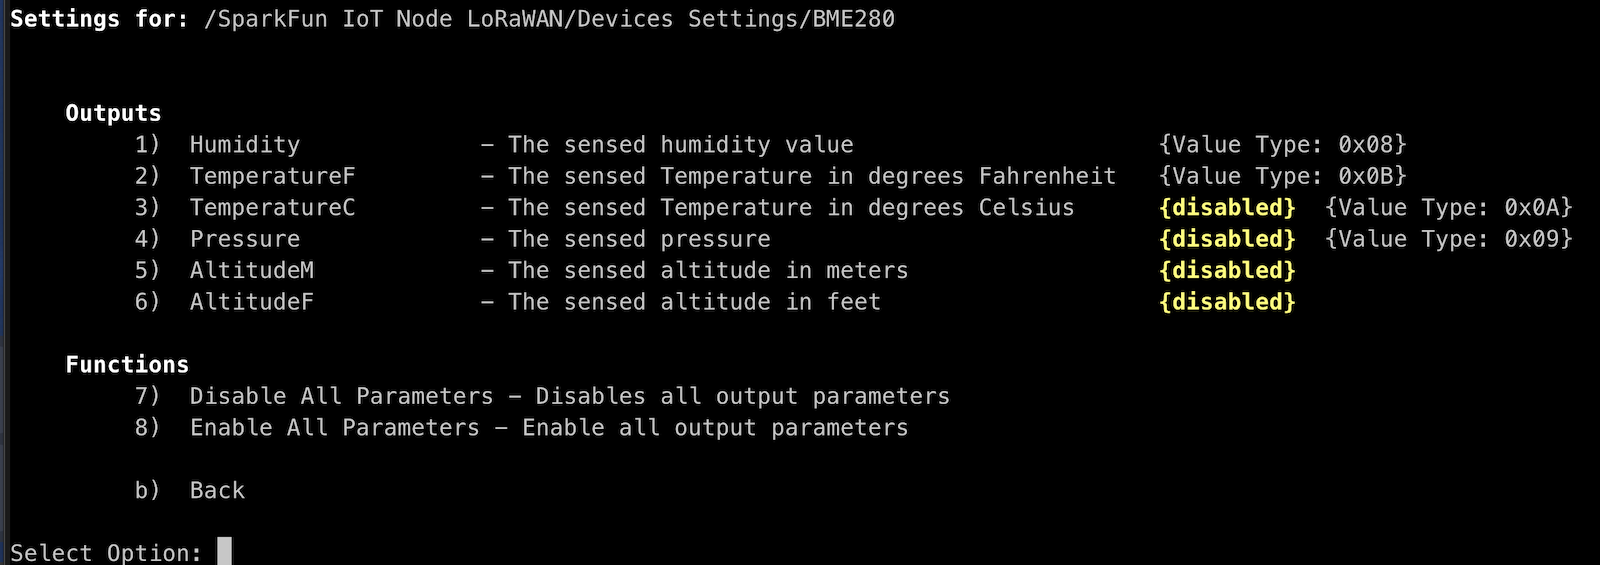 Settings for: /SparkFun IoT Node LoRaWAN/Devices Settings/BME280
Outputs
1) Humidity – The sensed humidity value {Value Type: 0x08}
2) TemperatureF – The sensed Temperature in degrees Fahrenheit {Value Type: 0x0B}
3) TemperatureC – The sensed Temperature in degrees Celsius {disabled} {Value Type: 0x0A}
4) Pressure – The sensed pressure {disabled} {Value Type: 0x09}
5) AltitudeM – The sensed altitude in meters {disabled}
6) AltitudeF – The sensed altitude in feet {disabled}
Functions
7) Disable All Parameters – Disables all output parameters
8) Enable All Parameters – Enable all output parameters
b) Back
Select Option: